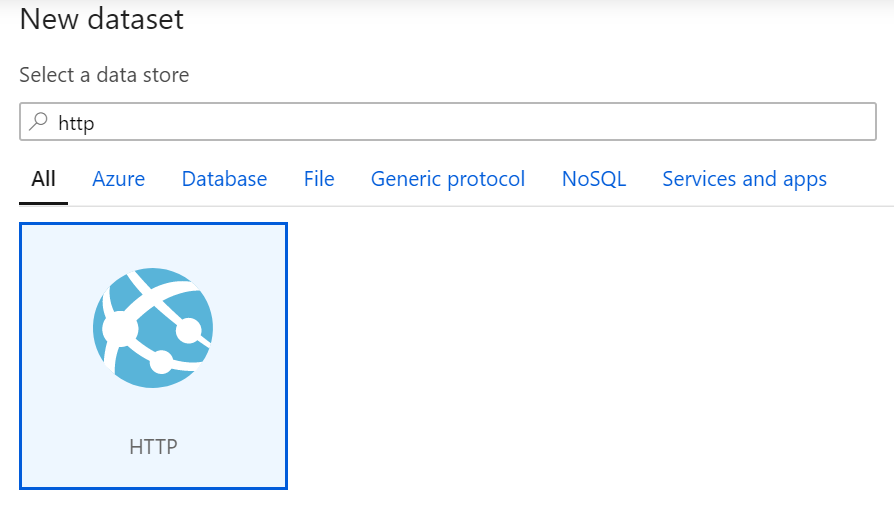 New dataset
Select a data store
http
All Azure Database File Generic protocol NoSQL Services and apps
HTTP